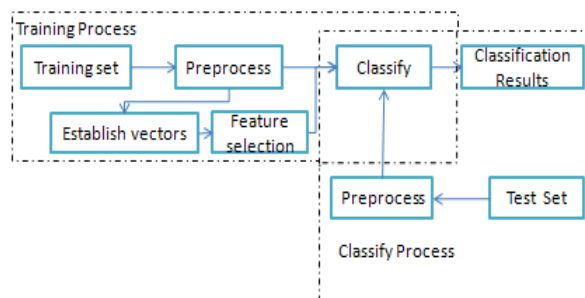 Training Process
Training set
Preprocess
Classify
Classification
Results
Establish vectors
Feature
selection
Preprocess
Test Set
Classify Process